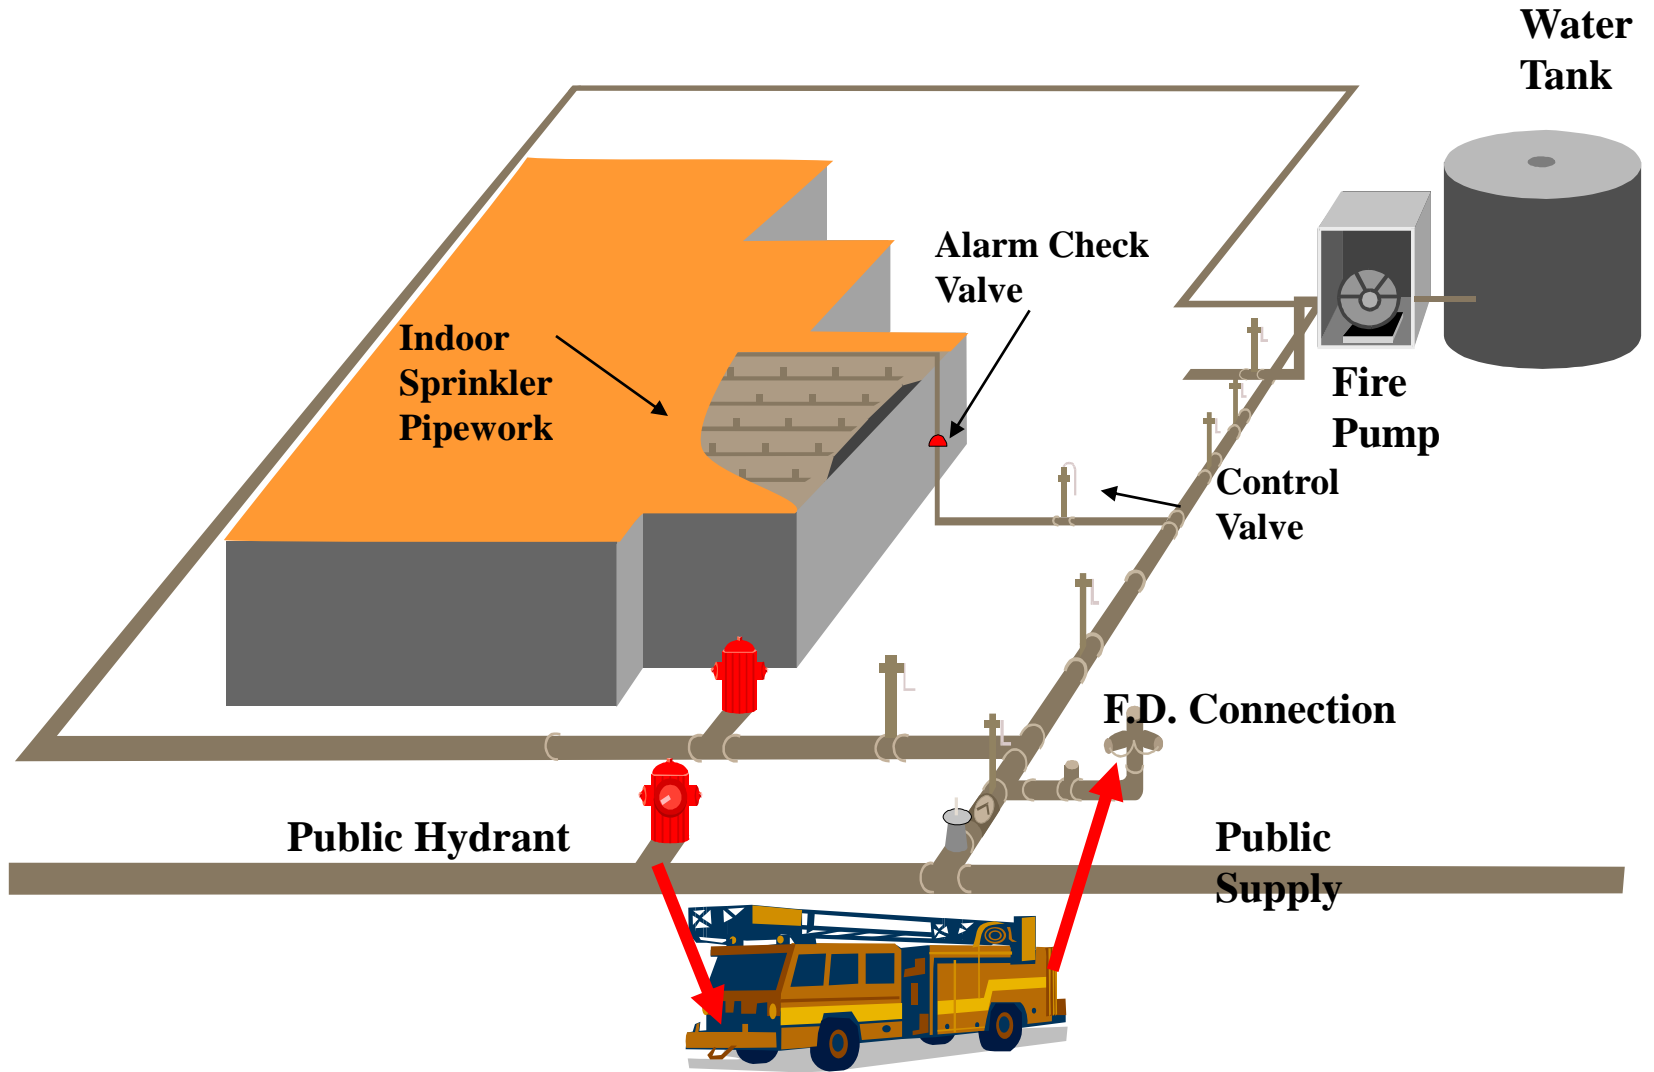 Water
Tank
Alarm Check
Valve
Indoor
Sprinkler
Pipework
Fire
Pump
Control
Valve
F.D. Connection
Public Hydrant
Public
Supply